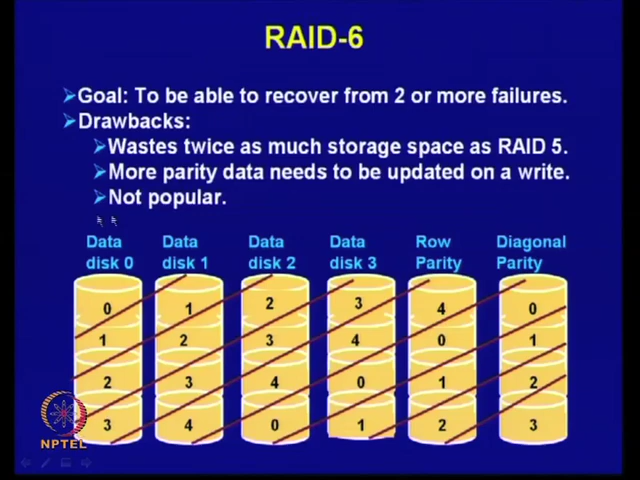 RAID-6
Goal: To be able to recover from 2 or more failures.
Drawbacks:
Wastes twice as much storage space as RAID 5.
More parity data needs to be updated on a write.
Not popular.
Data disk 0 Data disk 1 Data disk 2 Data disk 3 Row Parity Diagonal Parity
0 1 2 3 4 0
1 2 3 4 0 1
2 3 4 0 1 2
3 4 0 1 2 3
NPTEL